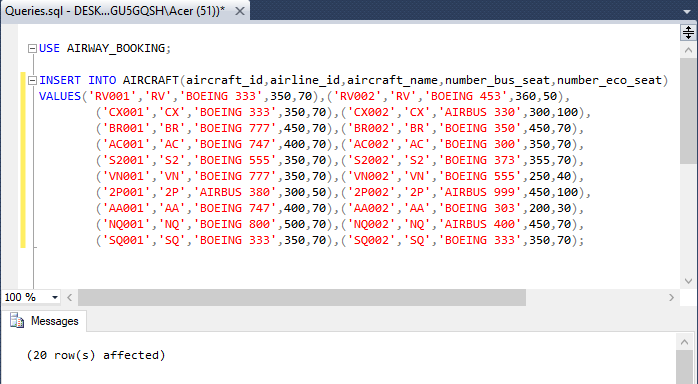 Queries.sql - DESK...GU5GQSH\Acer (51))*
USE AIRWAY_BOOKING;
INSERT INTO AIRCRAFT(aircraft_id,airline_id,aircraft_name,number_bus_seat,number_eco_seat)
VALUES('RV001','RV','BOEING 333',350,70),('RV002','RV','BOEING 453',360,50),
('CX001','CX','BOEING 333',350,70),('CX002','CX','AIRBUS 330',300,100),
('BR001','BR','BOEING 777',450,70),('BR002','BR','BOEING 350',450,70),
('AC001','AC','BOEING 747',400,70),('AC002','AC','BOEING 300',350,70),
('S2001','S2','BOEING 555',350,70),('S2002','S2','BOEING 373',355,70),
('VN001','VN','BOEING 777',350,70),('VN002','VN','BOEING 555',250,40),
('2P001','2P','AIRBUS 380',300,50),('2P002','2P','AIRBUS 999',450,100),
('AA001','AA','BOEING 747',400,70),('AA002','AA','BOEING 303',200,30),
('NQ001','NQ','BOEING 800',500,70),('NQ002','NQ','AIRBUS 400',450,70),
('SQ001','SQ','BOEING 333',350,70),('SQ002','SQ','BOEING 333',350,70);
100 %
Messages
(20 row(s) affected)